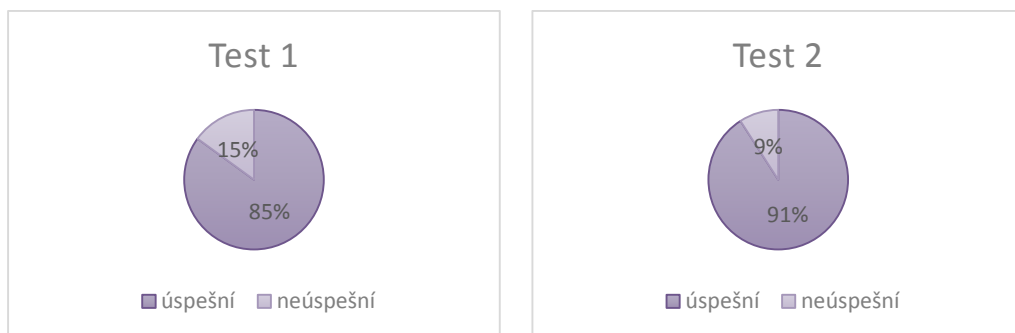 Test 1
15%
85%
úspešní
neúspešní
Test 2
9%
91%
úspešní
neúspešní